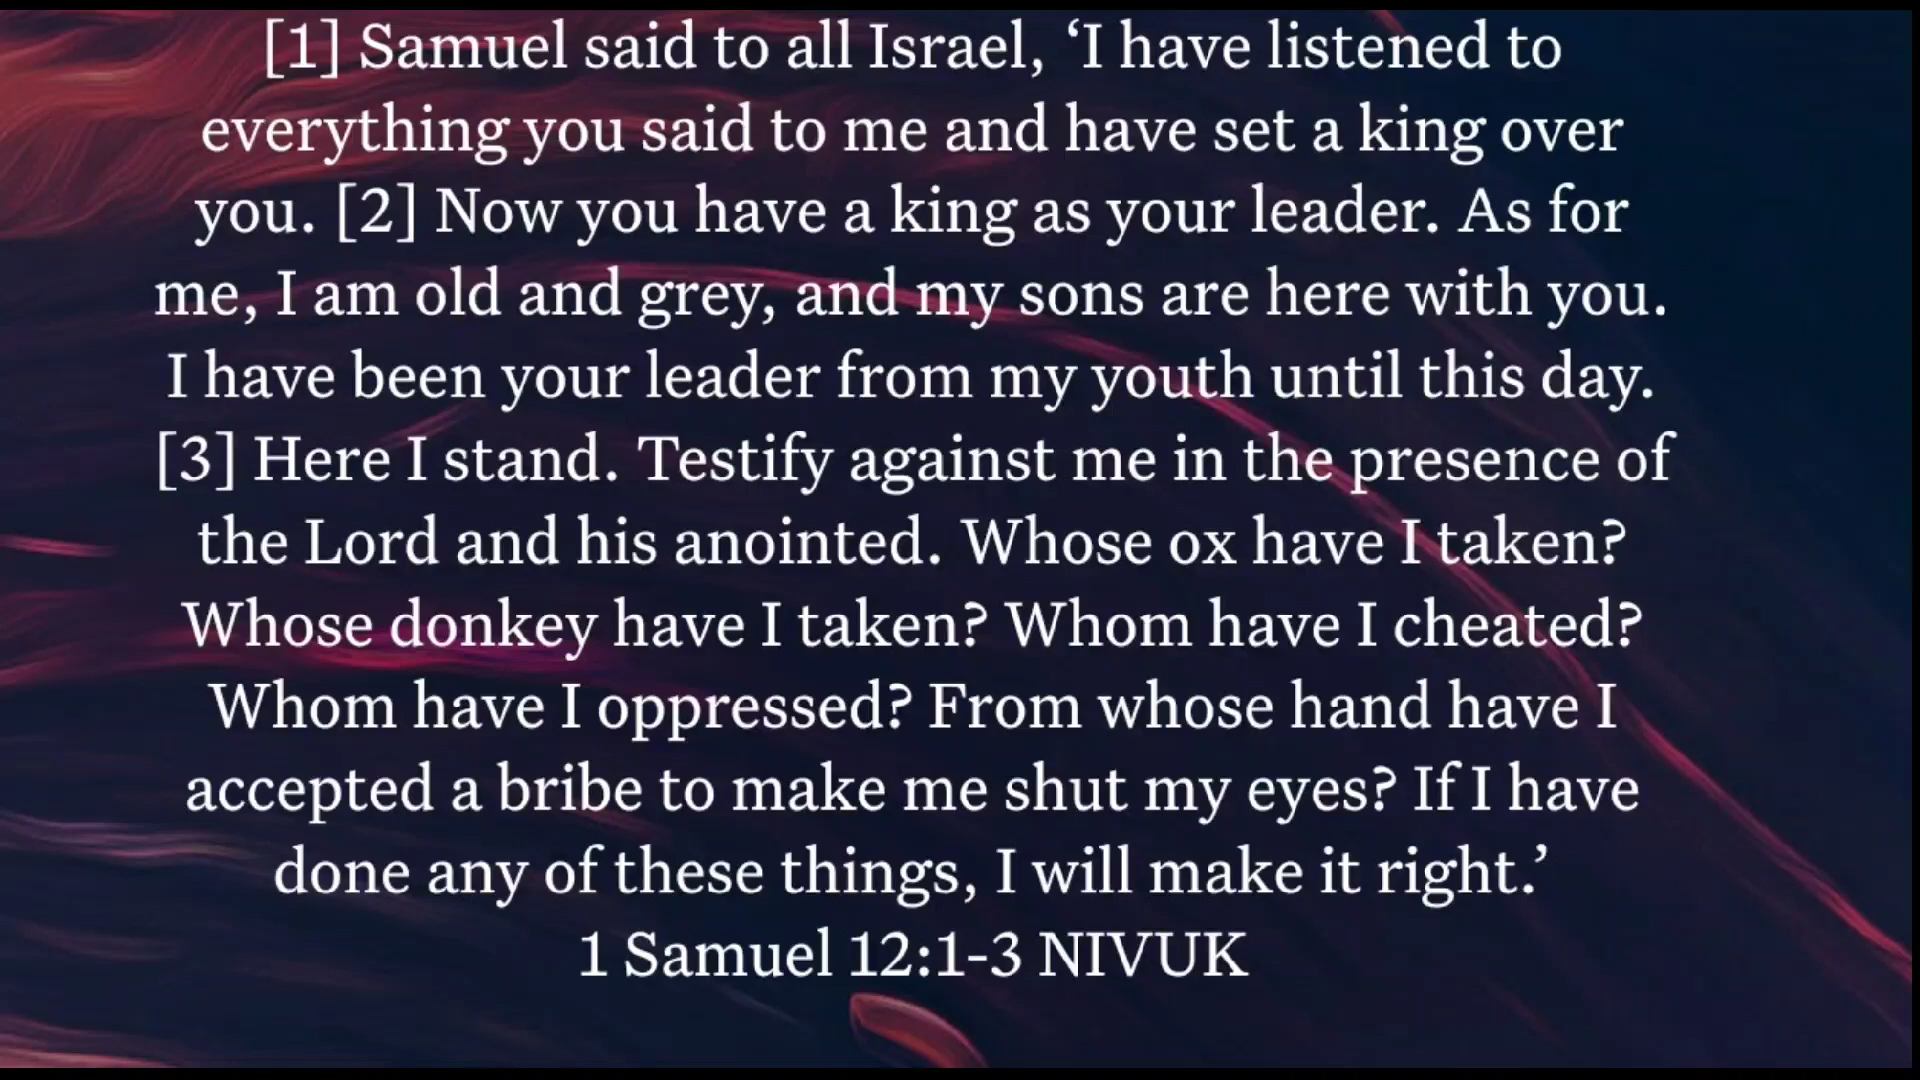 [1] Samuel said to all Israel, ‘I have listened to
everything you said to me and have set a king over
you. [2] Now you have a king as your leader. As for
me, I am old and grey, and my sons are here with you.
I have been your leader from my youth until this day.
[3] Here I stand. Testify against me in the presence of
the Lord and his anointed. Whose ox have I taken?
Whose donkey have I taken? Whom have I cheated?
Whom have I oppressed? From whose hand have I
accepted a bribe to make me shut my eyes? If I have
done any of these things, I will make it right.’
1 Samuel 12:1-3 NIVUK